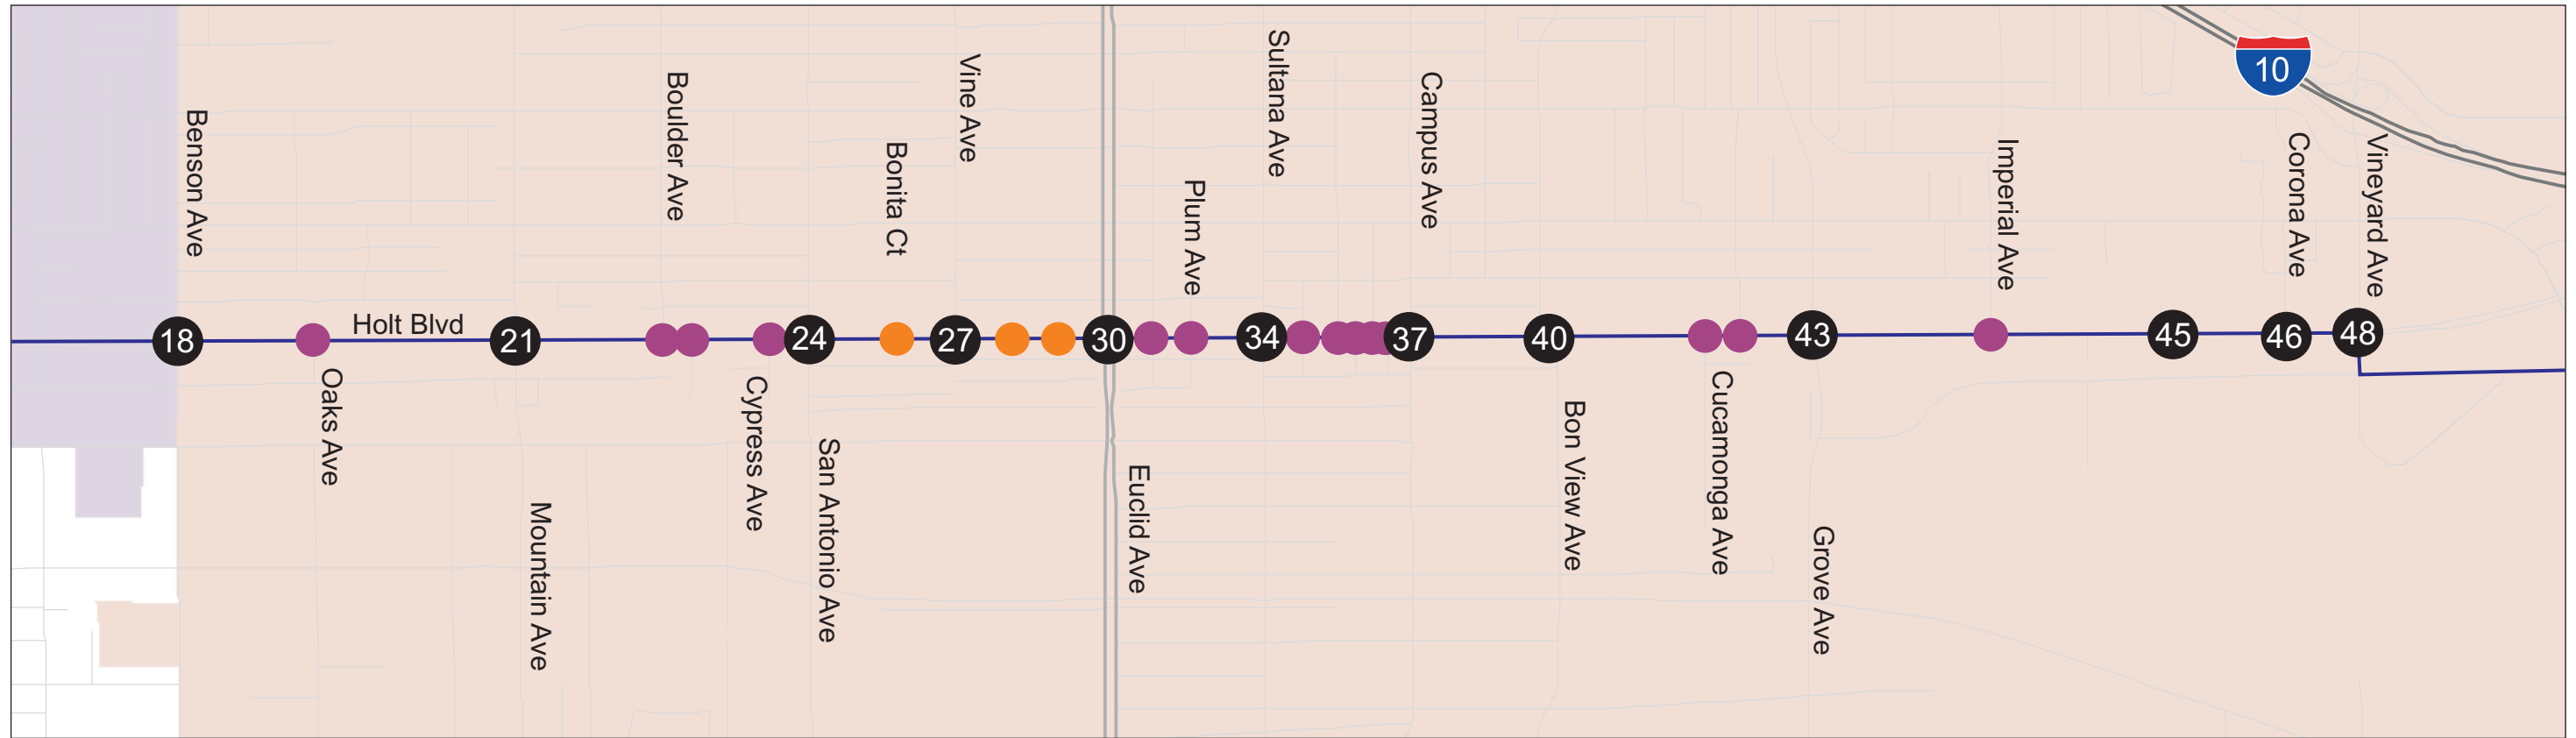 Benson Ave
Boulder Ave
Bonita Ct
Vine Ave
Plum Ave
Sultana Ave
Campus Ave
Imperial Ave
10
Corona Ave
Vineyard Ave
Holt Blvd
18
21
24
27
30
34
37
40
43
45
46
48
Oaks Ave
Mountain Ave
Cypress Ave
San Antonio Ave
Euclid Ave
Bon View Ave
Cucamonga Ave
Grove Ave